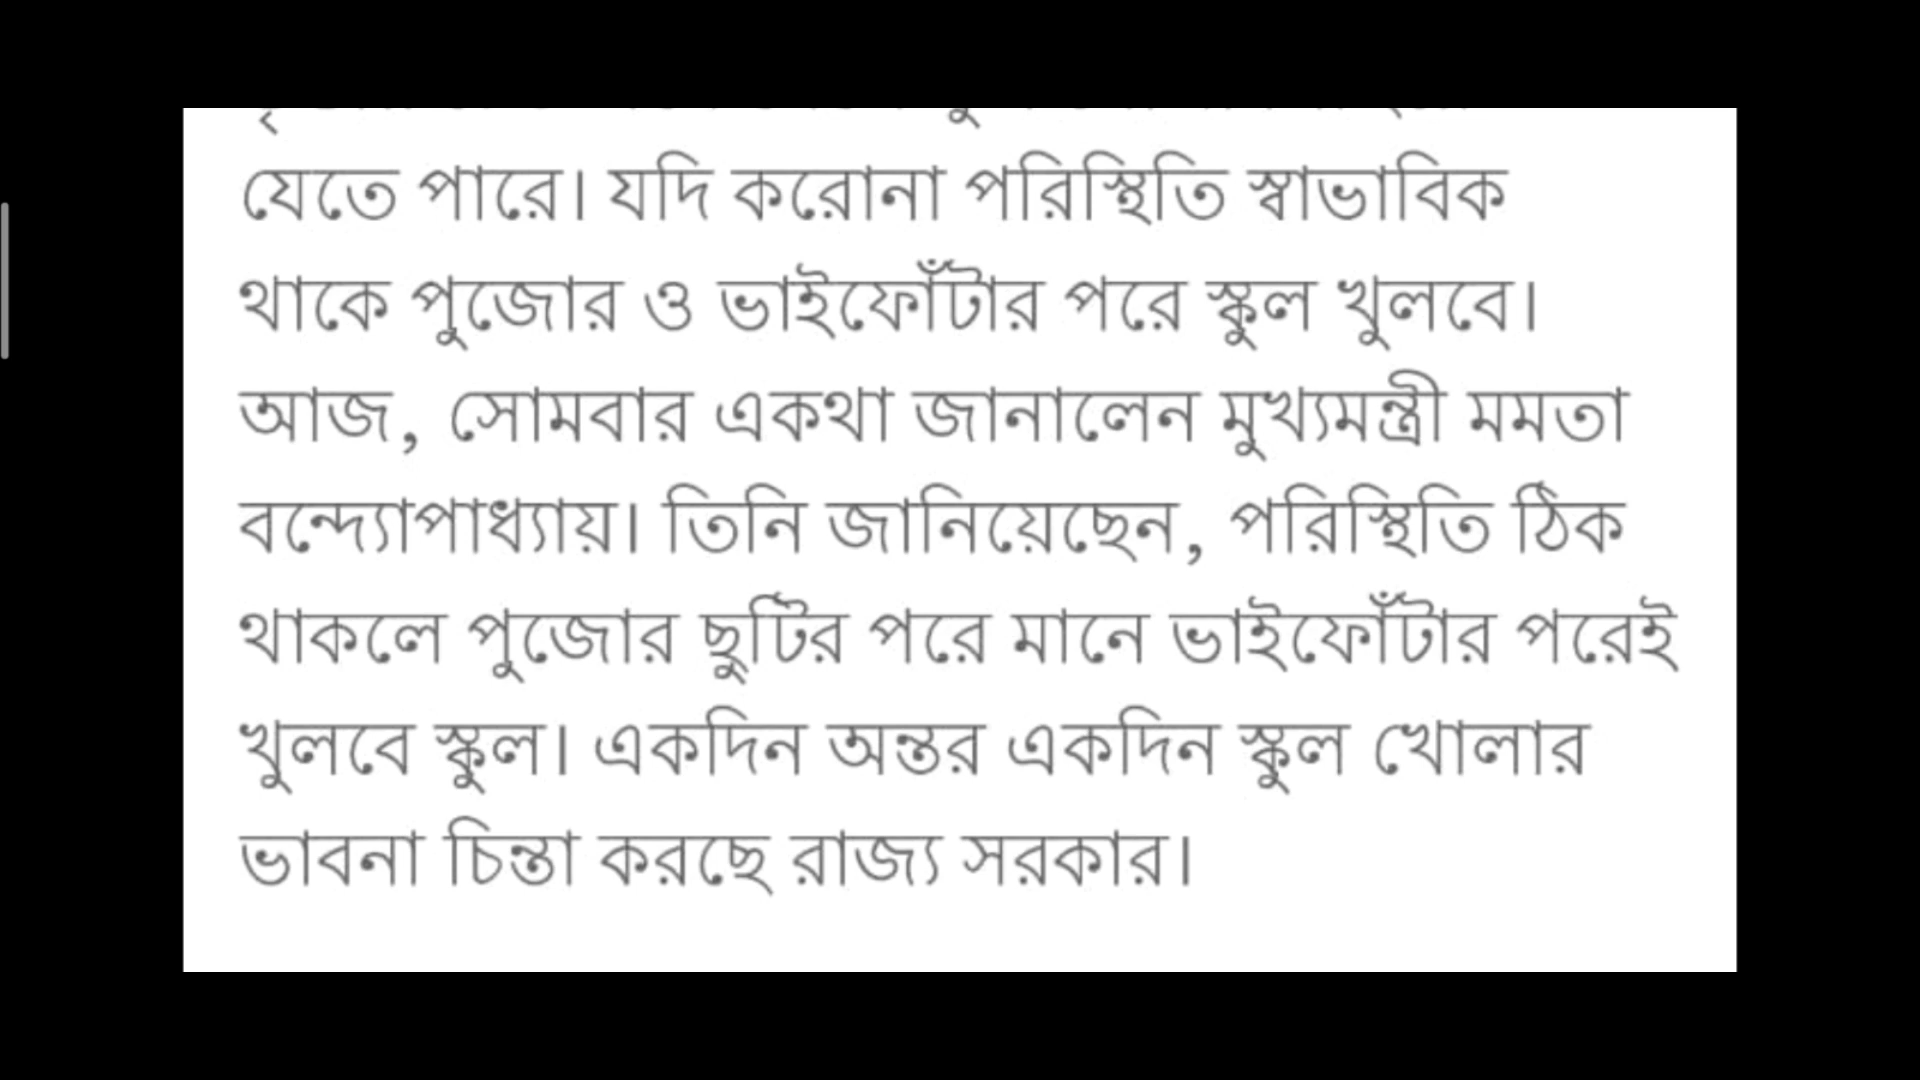 যেতে পারে। যদি করোনা পরিস্থিতি স্বাভাবিক
থাকে পুজোর ও ভাইফোঁটার পরে স্কুল খুলবে।
আজ, সোমবার একথা জানালেন মুখ্যমন্ত্রী মমতা
বন্দ্যোপাধ্যায়। তিনি জানিয়েছেন, পরিস্থিতি ঠিক
থাকলে পুজোর ছুটির পরে মানে ভাইফোঁটার পরেই
খুলবে স্কুল। একদিন অন্তর একদিন স্কুল খোলার
ভাবনা চিন্তা করছে রাজ্য সরকার।